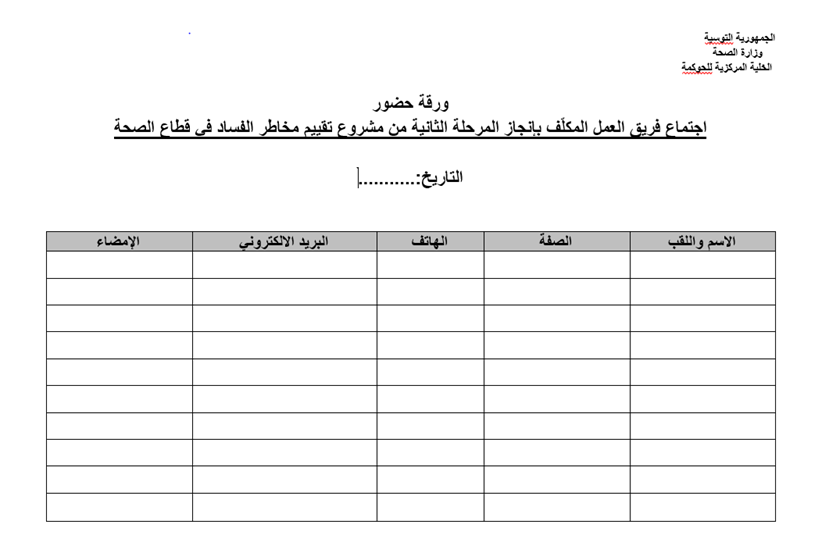 الجمهورية التوسية
وزارة الصحة
الخلية المركزية للحوكمة
ورقة حضور
اجتماع فريق العمل المكلّف بإنجاز المرحلة الثانية من مشروع تقييم مخاطر الفساد في قطاع الصحة
التاريخ:...........
الاسم واللقب الصفة الهاتف البريد الالكتروني الإمضاء